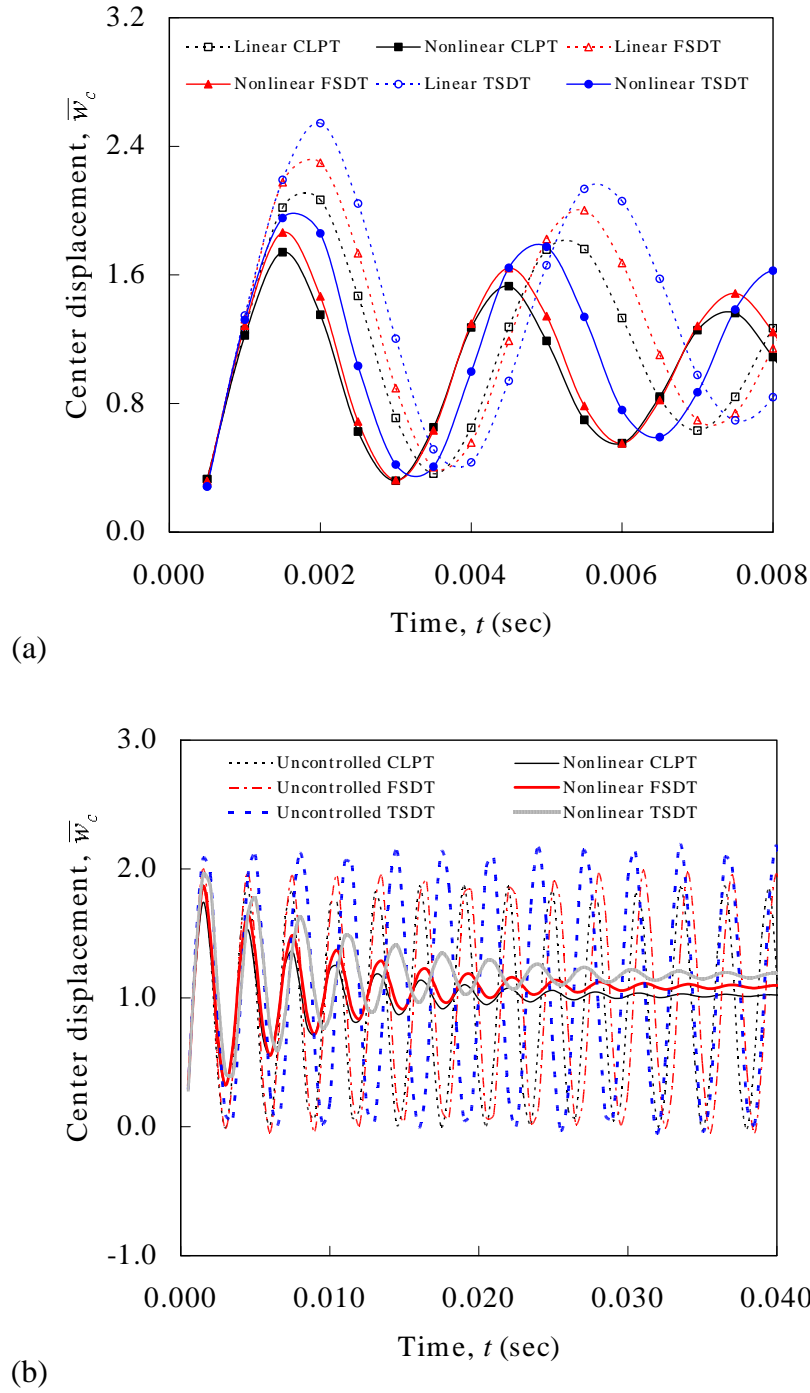 3.2
Linear CLPT Nonlinear CLPT Linear FSDT
Nonlinear FSDT Linear TSDT Nonlinear TSDT
2.4
1.6
0.8
0.0
Center displacement, w̅c
0.000 0.002 0.004 0.006 0.008
Time, t (sec)
(a)
3.0
Uncontrolled CLPT Nonlinear CLPT
Uncontrolled FSDT Nonlinear FSDT
Uncontrolled TSDT Nonlinear TSDT
2.0
1.0
0.0
-1.0
Center displacement, w̅c
0.000 0.010 0.020 0.030 0.040
Time, t (sec)
(b)